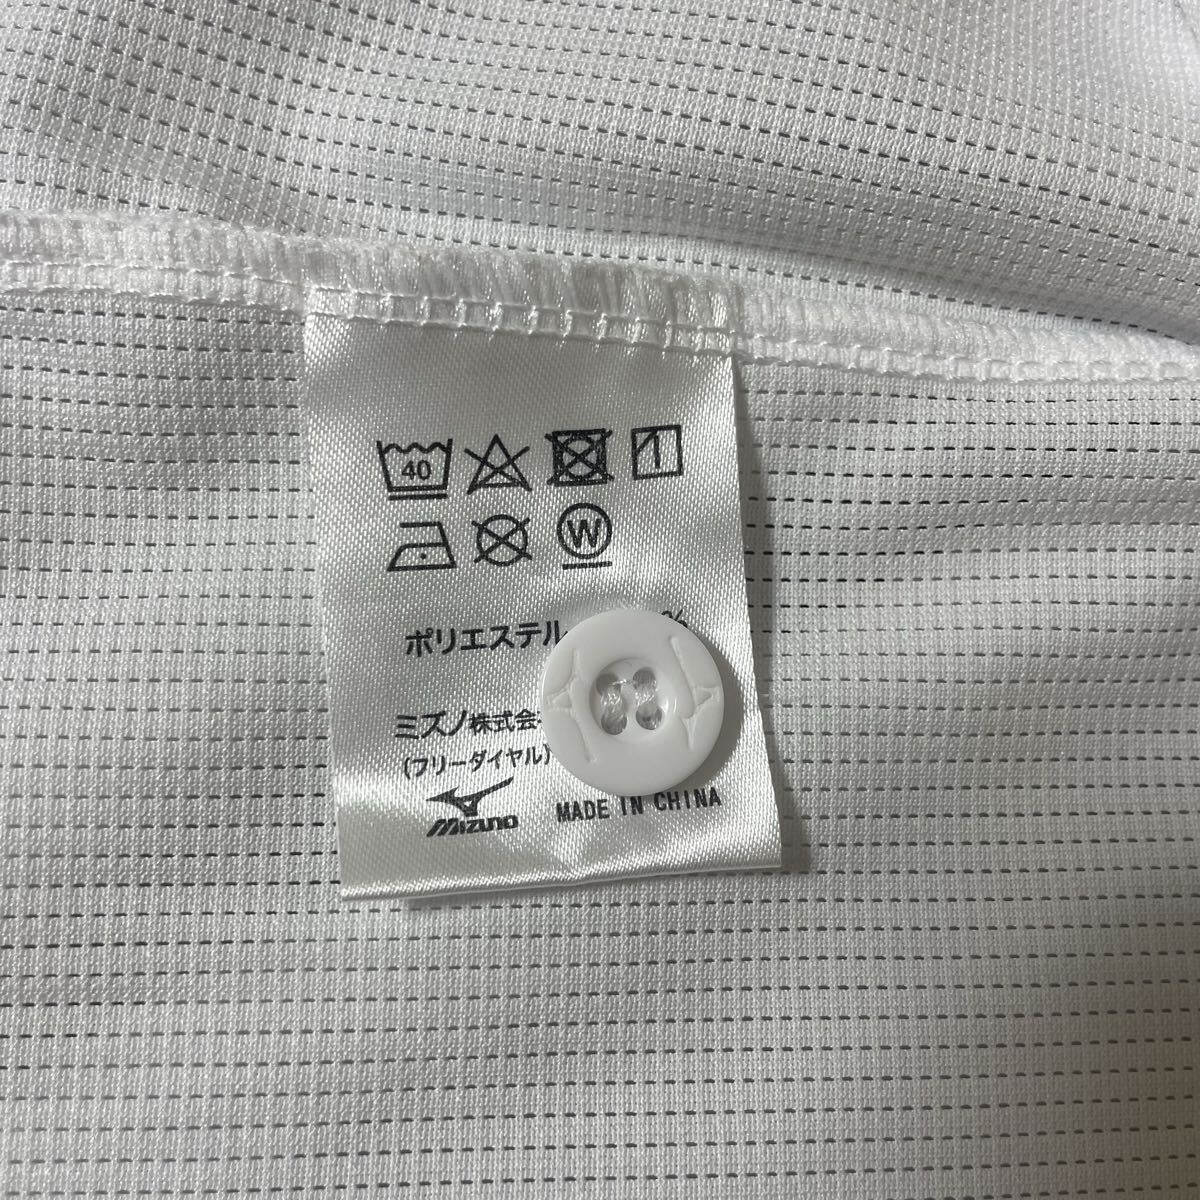 40
W
ポリエステル %
ミズノ株式会
(フリーダイヤル)
mizuno MADE IN CHINA